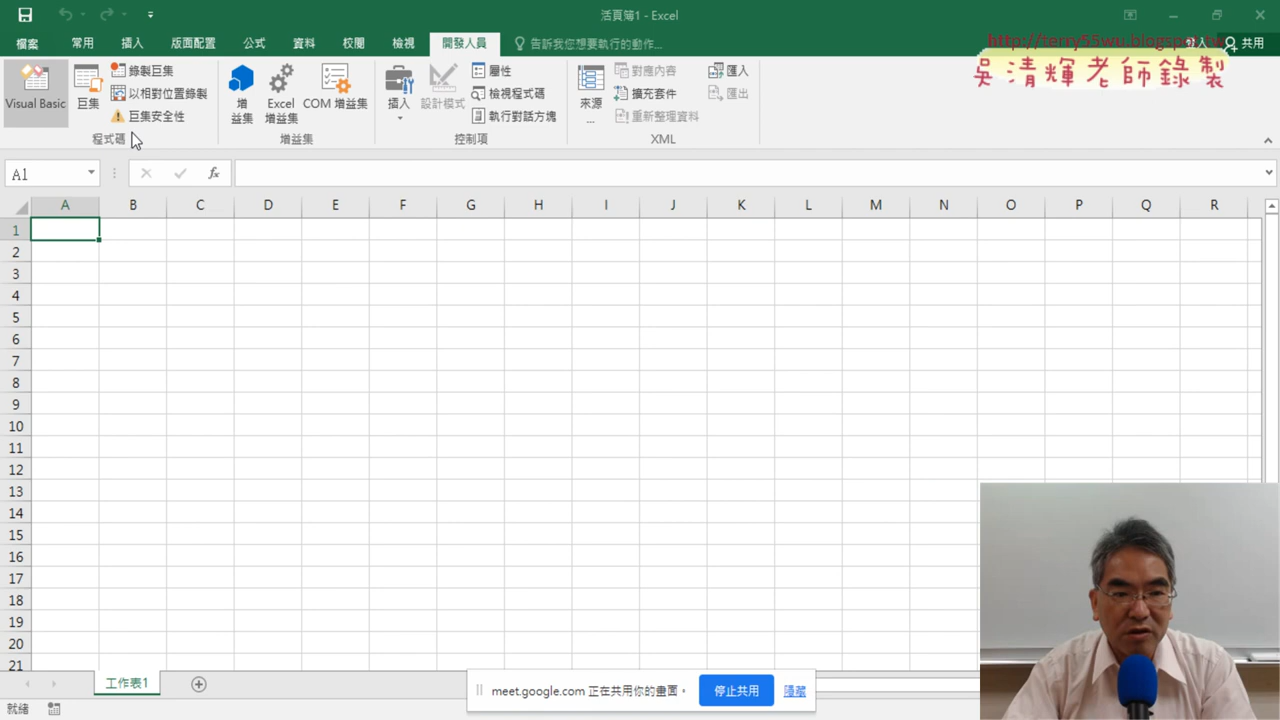 活頁簿1 - Excel
檔案 常用 插入 版面配置 公式 資料 校閱 檢視 開發人員 告訴我您想要執行的動作... 登入 共用
http://terry55wu.blogspot.tw
吳清輝老師錄製
Visual Basic
巨集
錄製巨集
以相對位置錄製
巨集安全性
程式碼
增益集
Excel 增益集
COM 增益集
增益集
插入
設計模式
屬性
檢視程式碼
執行對話方塊
控制項
來源...
對應內容
擴充套件
重新整理資料
匯入
匯出
XML
A1
fx
A B C D E F G H I J K L M N O P Q R
1
2
3
4
5
6
7
8
9
10
11
12
13
14
15
16
17
18
19
20
21
工作表1
meet.google.com 正在共用你的畫面。 停止共用 隱藏
就緒